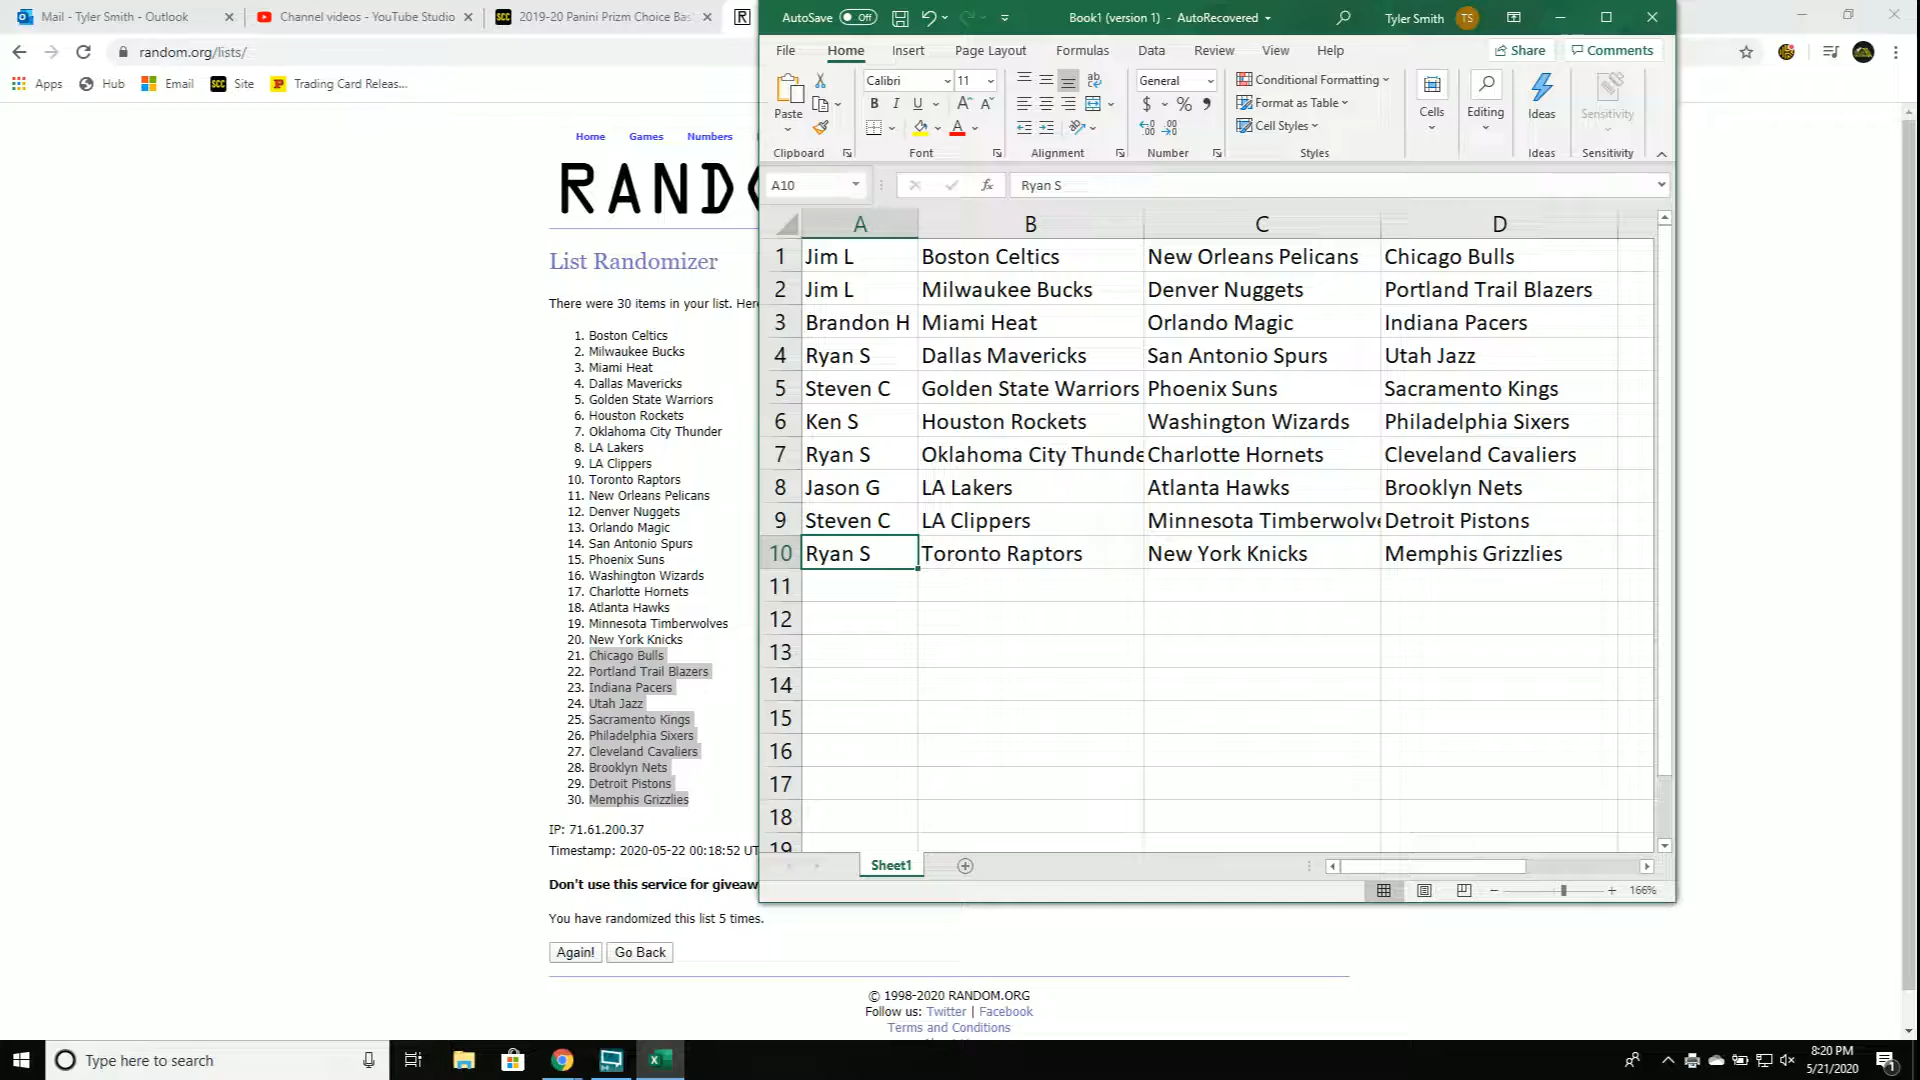 Mail - Tyler Smith - Outlook
Channel videos - YouTube Studio
SCC
2019-20 Panini Prizm Choice Bas
random.org/lists/
Apps
Hub
Email
SCC Site
Trading Card Releas...
AutoSave Off
Book1 (version 1) - AutoRecovered
Tyler Smith TS
File Home Insert Page Layout Formulas Data Review View Help
Share Comments
Paste
Clipboard
Calibri 11
B I U
Font
Alignment
General
$ % ,
Number
Conditional Formatting
Format as Table
Cell Styles
Styles
Cells
Editing
Ideas
Ideas
Sensitivity
Sensitivity
A10 fx Ryan S
Home Games Numbers
RANDO
List Randomizer
There were 30 items in your list. Her
1. Boston Celtics
2. Milwaukee Bucks
3. Miami Heat
4. Dallas Mavericks
5. Golden State Warriors
6. Houston Rockets
7. Oklahoma City Thunder
8. LA Lakers
9. LA Clippers
10. Toronto Raptors
11. New Orleans Pelicans
12. Denver Nuggets
13. Orlando Magic
14. San Antonio Spurs
15. Phoenix Suns
16. Washington Wizards
17. Charlotte Hornets
18. Atlanta Hawks
19. Minnesota Timberwolves
20. New York Knicks
21. Chicago Bulls
22. Portland Trail Blazers
23. Indiana Pacers
24. Utah Jazz
25. Sacramento Kings
26. Philadelphia Sixers
27. Cleveland Cavaliers
28. Brooklyn Nets
29. Detroit Pistons
30. Memphis Grizzlies
IP: 71.61.200.37
Timestamp: 2020-05-22 00:18:52 UT
Don't use this service for giveaw
You have randomized this list 5 times.
Again! Go Back
© 1998-2020 RANDOM.ORG
Follow us: Twitter | Facebook
Terms and Conditions
A B C D
1 Jim L Boston Celtics New Orleans Pelicans Chicago Bulls
2 Jim L Milwaukee Bucks Denver Nuggets Portland Trail Blazers
3 Brandon H Miami Heat Orlando Magic Indiana Pacers
4 Ryan S Dallas Mavericks San Antonio Spurs Utah Jazz
5 Steven C Golden State Warriors Phoenix Suns Sacramento Kings
6 Ken S Houston Rockets Washington Wizards Philadelphia Sixers
7 Ryan S Oklahoma City Thunde Charlotte Hornets Cleveland Cavaliers
8 Jason G LA Lakers Atlanta Hawks Brooklyn Nets
9 Steven C LA Clippers Minnesota Timberwolve Detroit Pistons
10 Ryan S Toronto Raptors New York Knicks Memphis Grizzlies
11
12
13
14
15
16
17
18
19
Sheet1
166%
Type here to search
8:20 PM
5/21/2020
1